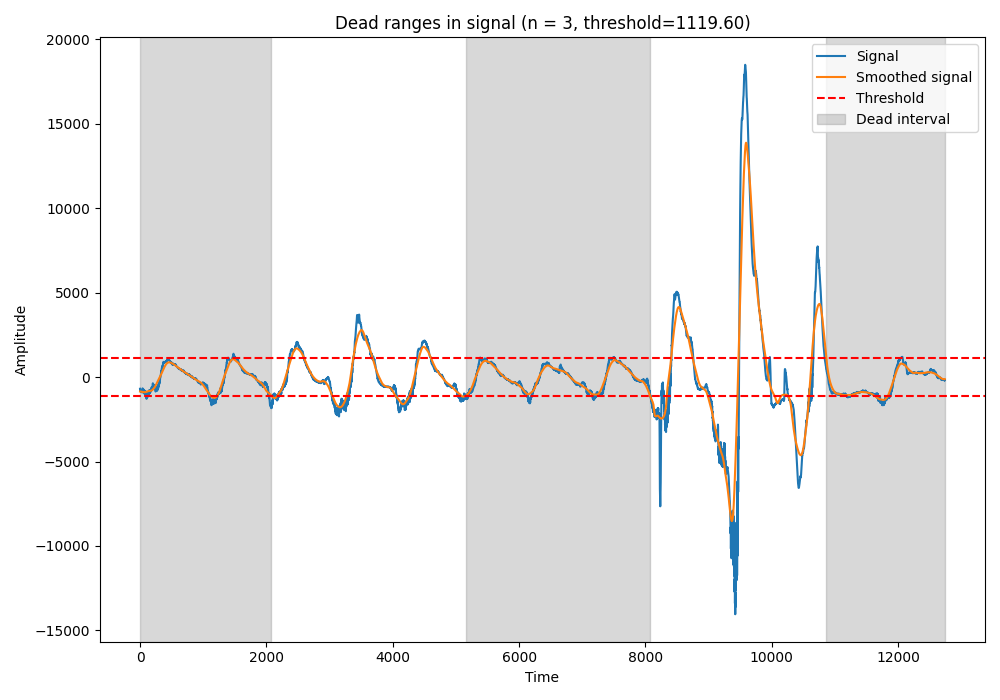 Dead ranges in signal (n = 3, threshold=1119.60)
Signal
Smoothed signal
Threshold
Dead interval
Amplitude
20000
15000
10000
5000
0
−5000
−10000
−15000
0 2000 4000 6000 8000 10000 12000
Time